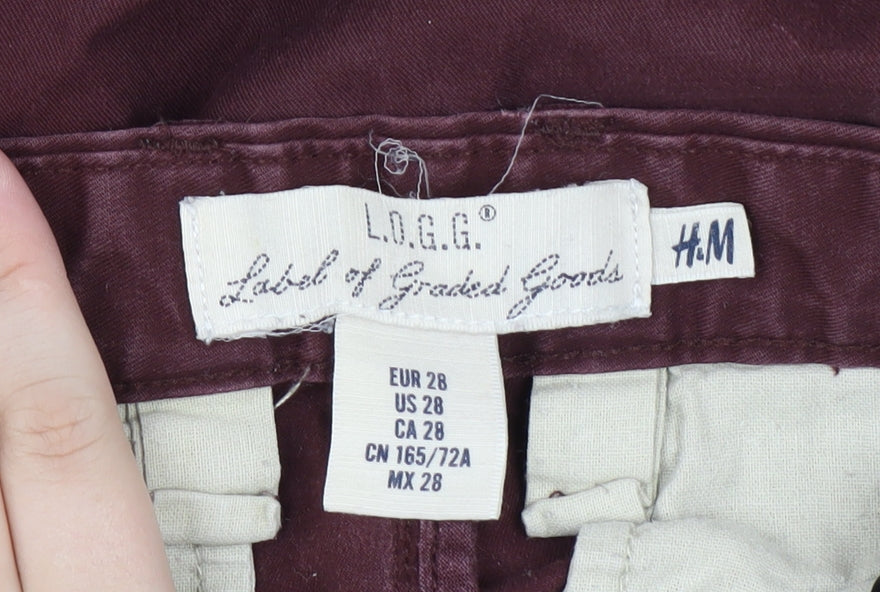 L.O.G.G.®
Label of Graded Goods
H&M
EUR 28
US 28
CA 28
CN 165/72A
MX 28